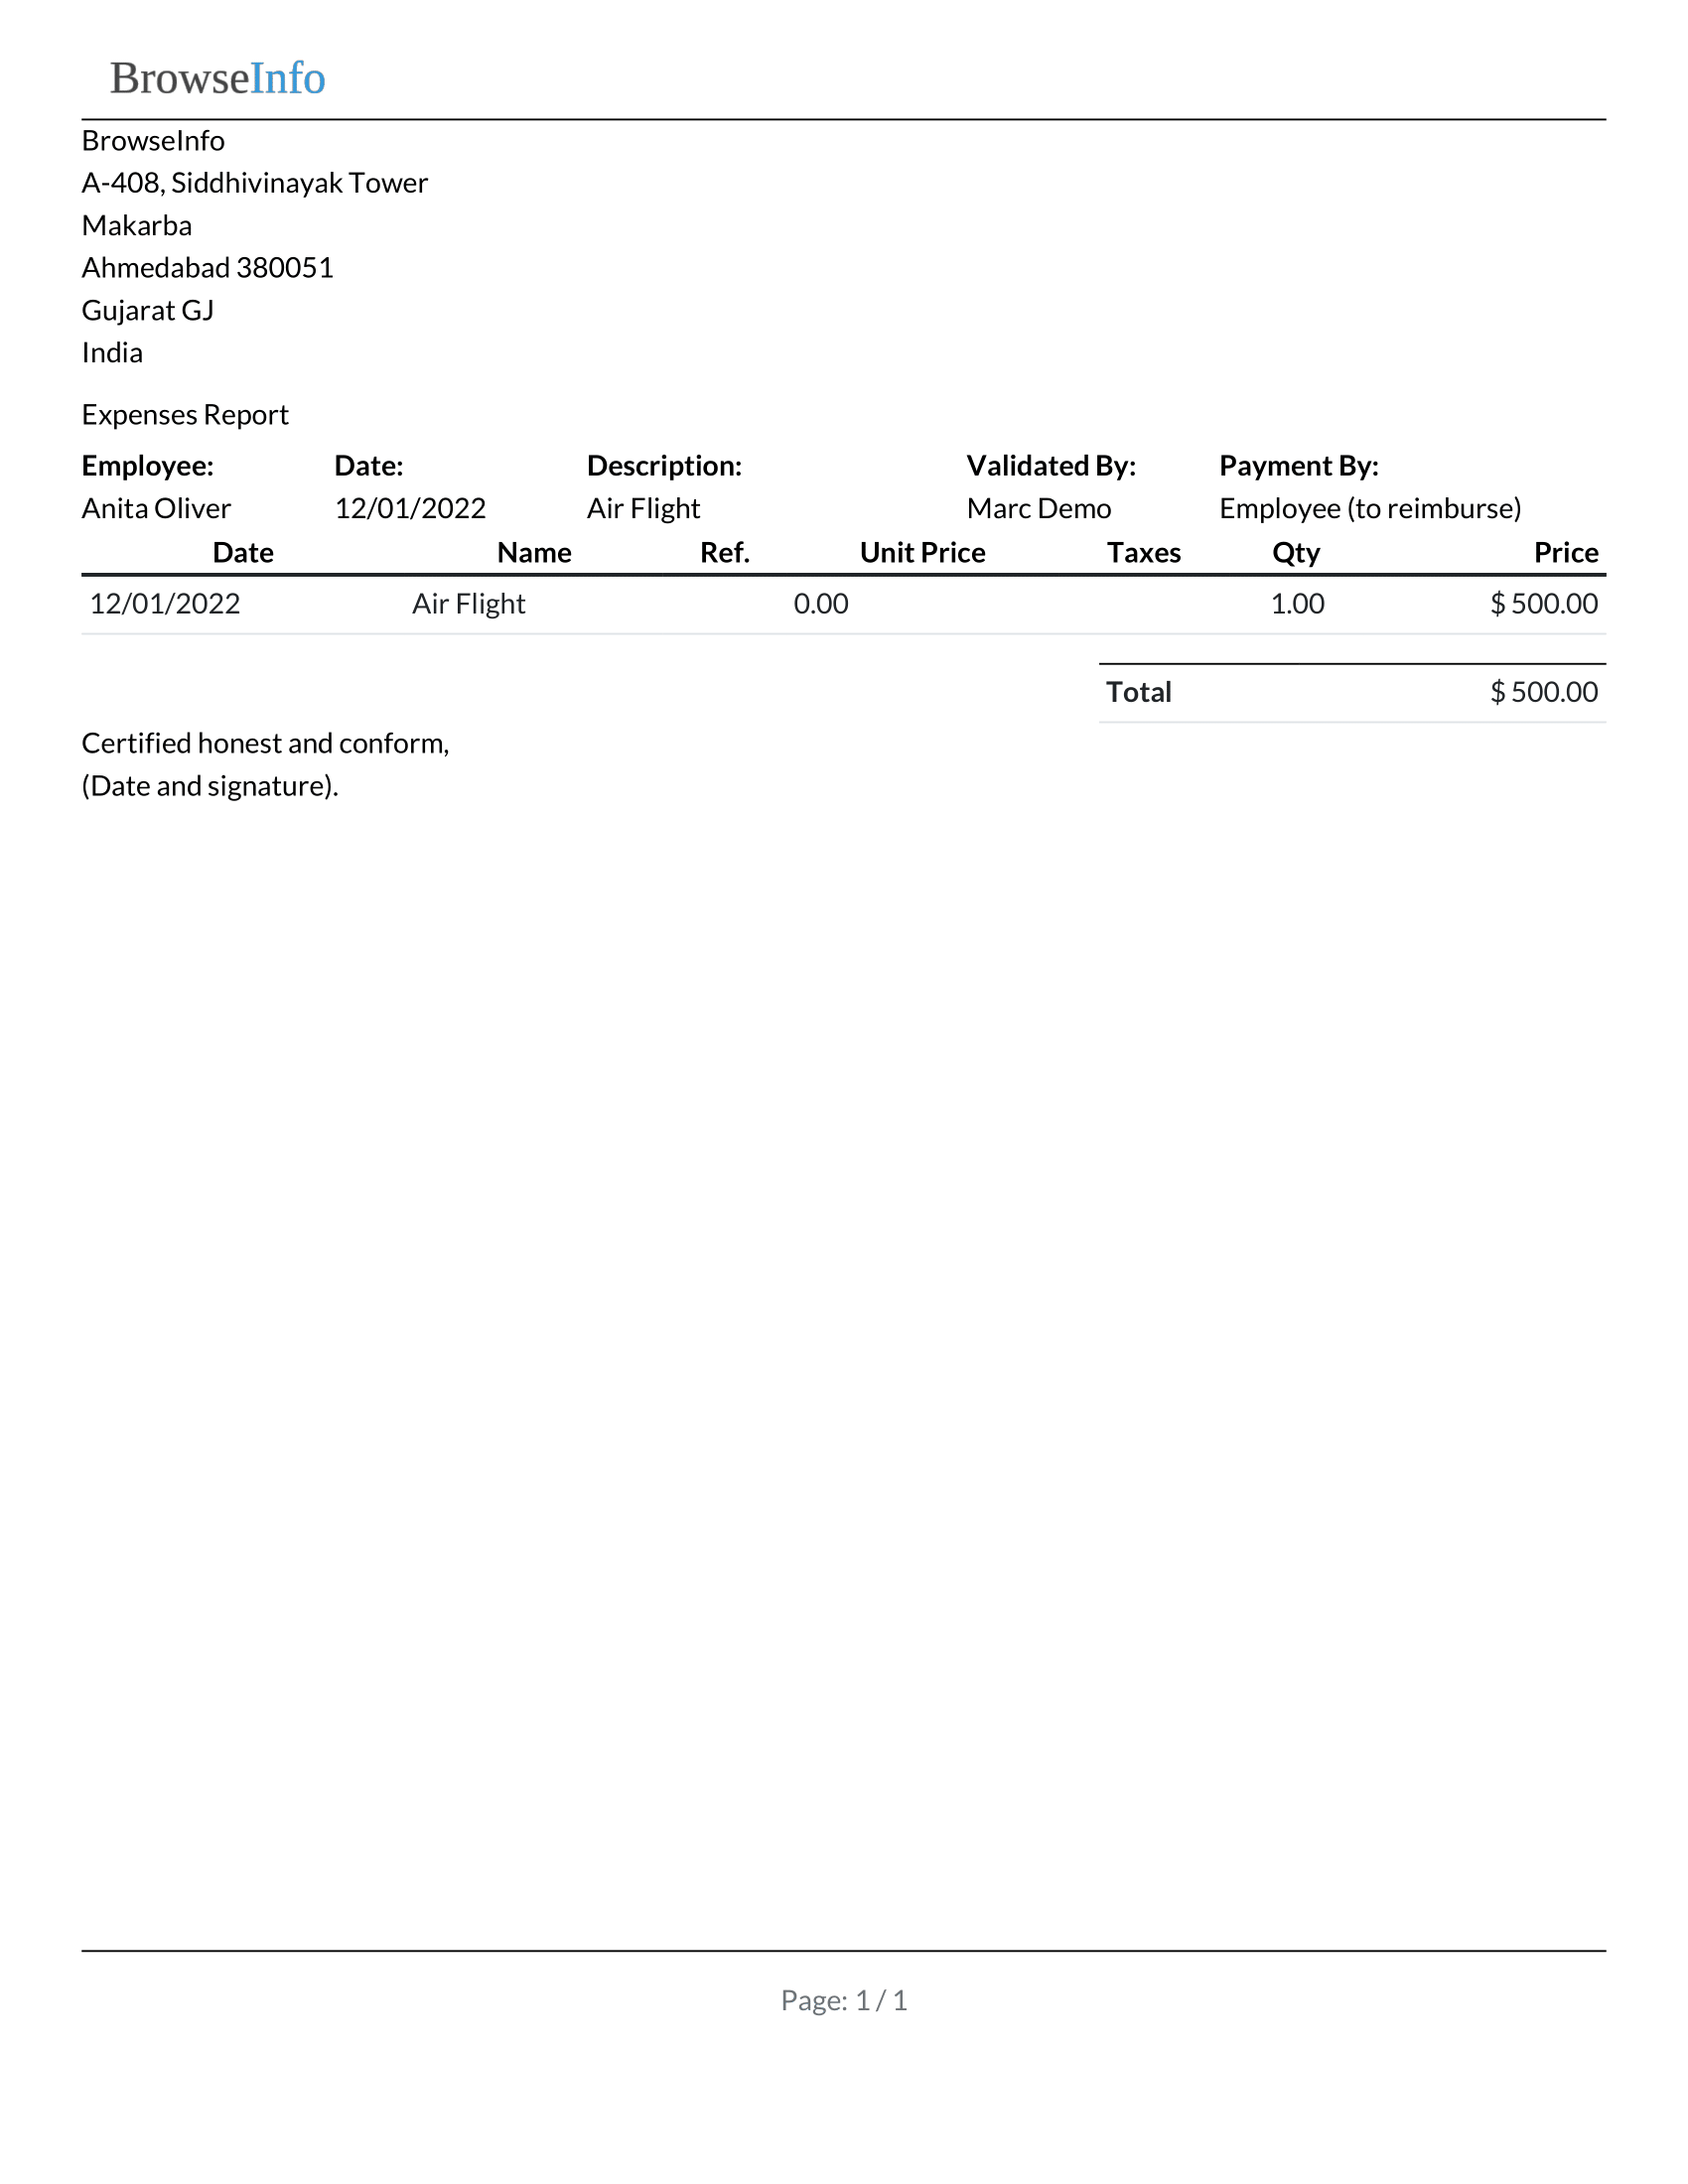 BrowseInfo
BrowseInfo
A-408, Siddhivinayak Tower
Makarba
Ahmedabad 380051
Gujarat GJ
India
Expenses Report
Employee: Date: Description: Validated By: Payment By:
Anita Oliver 12/01/2022 Air Flight Marc Demo Employee (to reimburse)
Date Name Ref. Unit Price Taxes Qty Price
12/01/2022 Air Flight 0.00 1.00 $ 500.00
Total $ 500.00
Certified honest and conform,
(Date and signature).
Page: 1 / 1